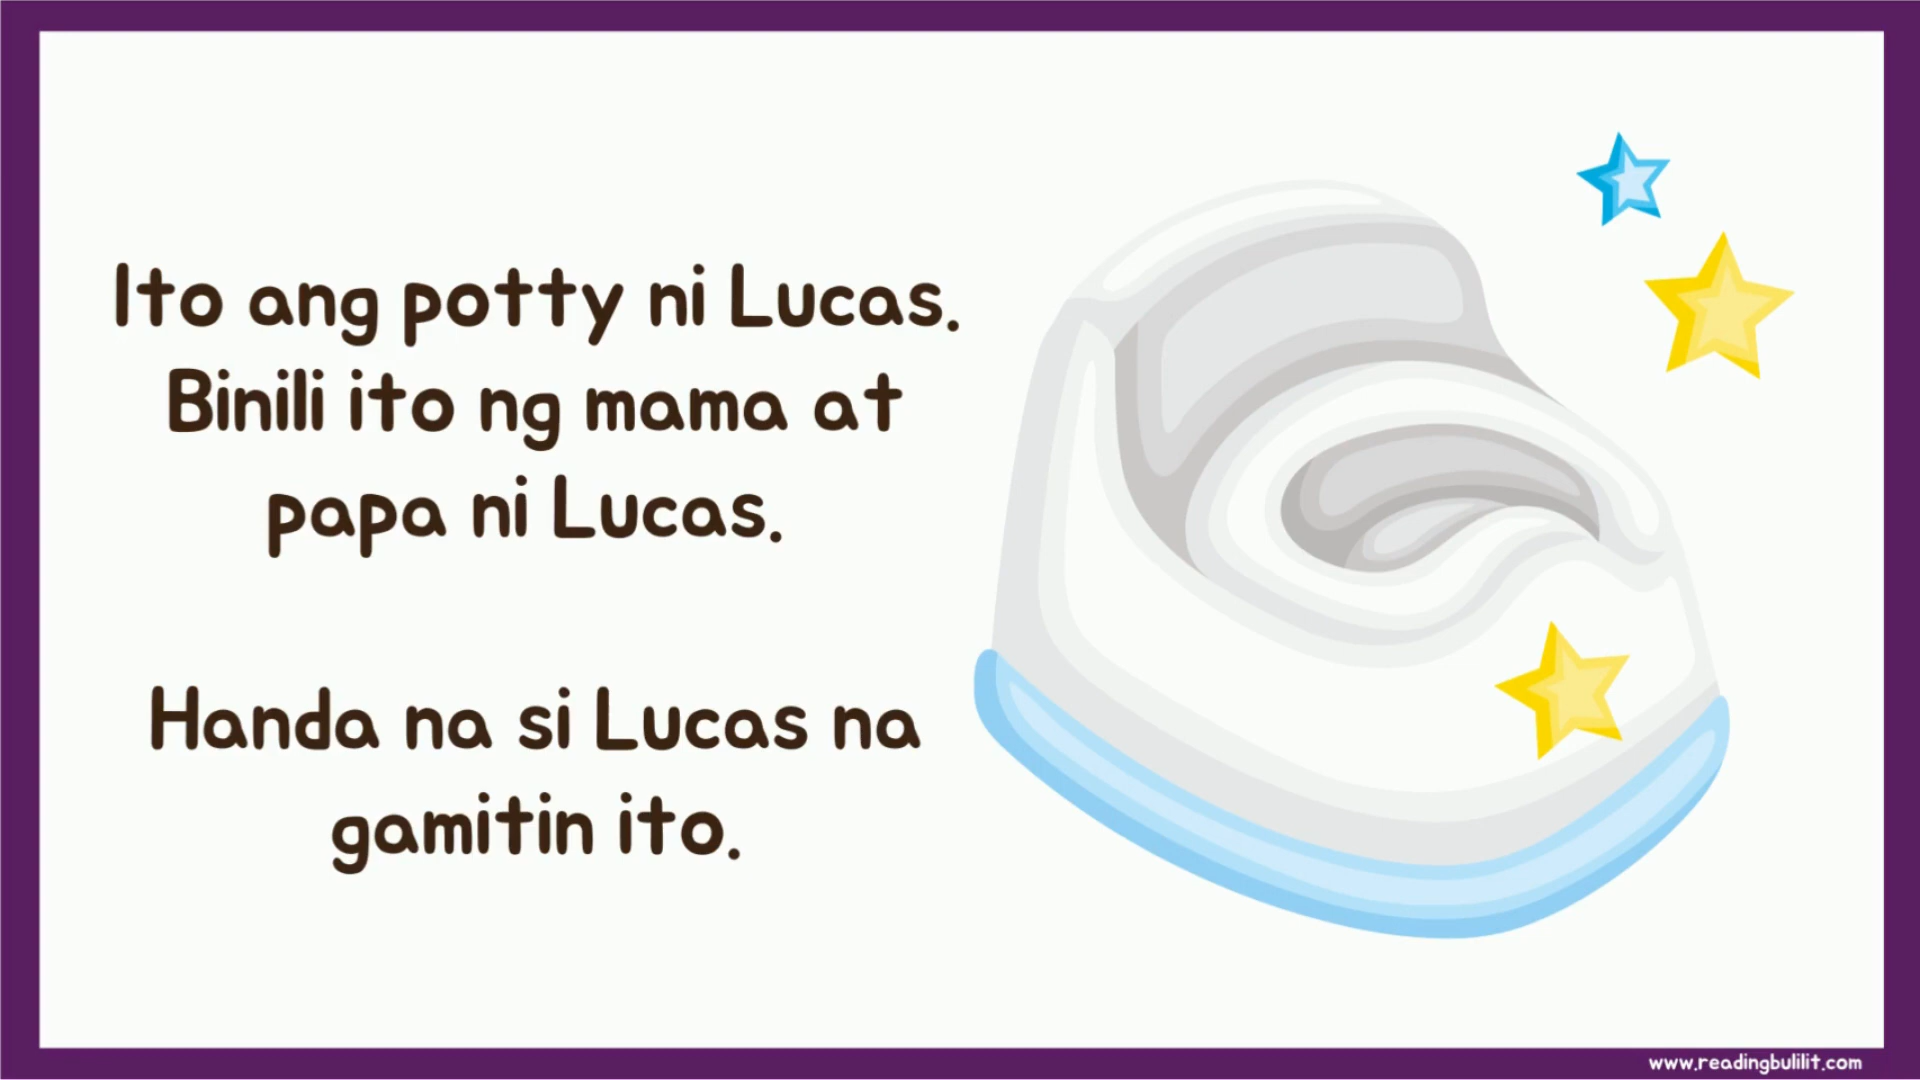 Ito ang potty ni Lucas.
Binili ito ng mama at
papa ni Lucas.
Handa na si Lucas na
gamitin ito.
www.readingbulilit.com